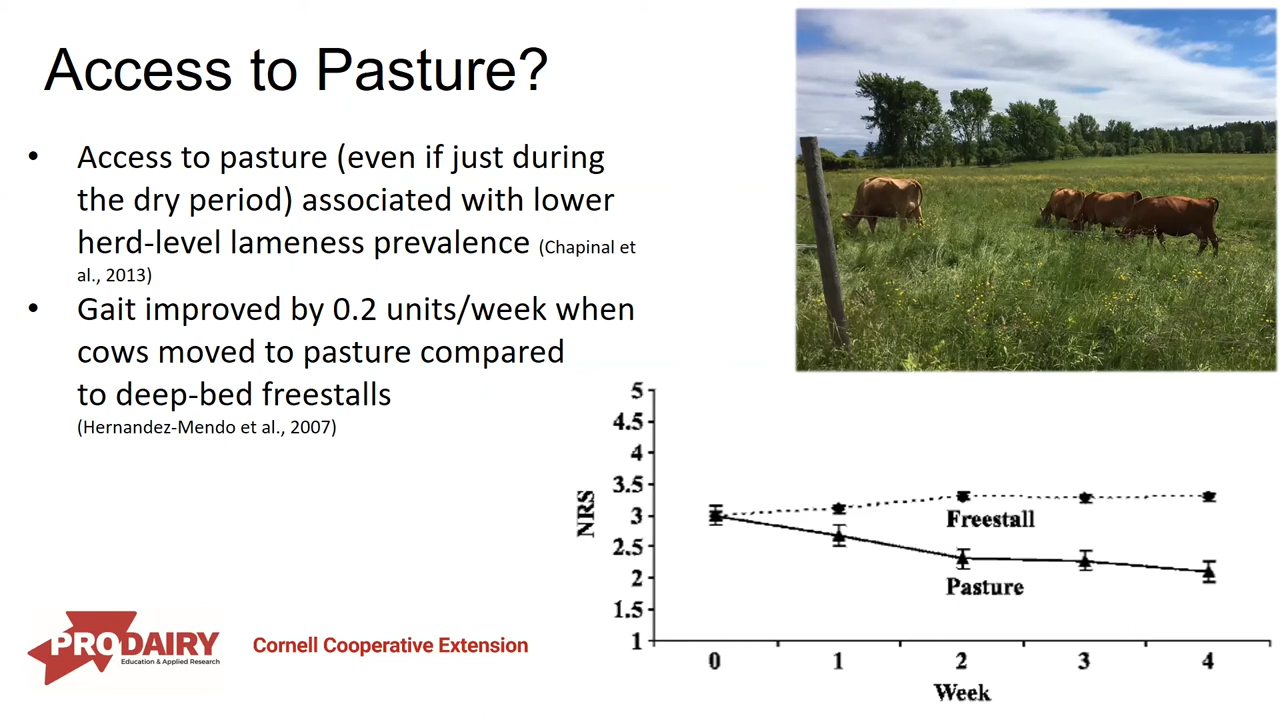 Access to Pasture?
• Access to pasture (even if just during
the dry period) associated with lower
herd-level lameness prevalence (Chapinal et
al., 2013)
• Gait improved by 0.2 units/week when
cows moved to pasture compared
to deep-bed freestalls
(Hernandez-Mendo et al., 2007)
5
4.5
4
3.5
3
2.5
2
1.5
1
NRS
Freestall
Pasture
0 1 2 3 4
Week
PRODAIRY
Education & Applied Research
Cornell Cooperative Extension